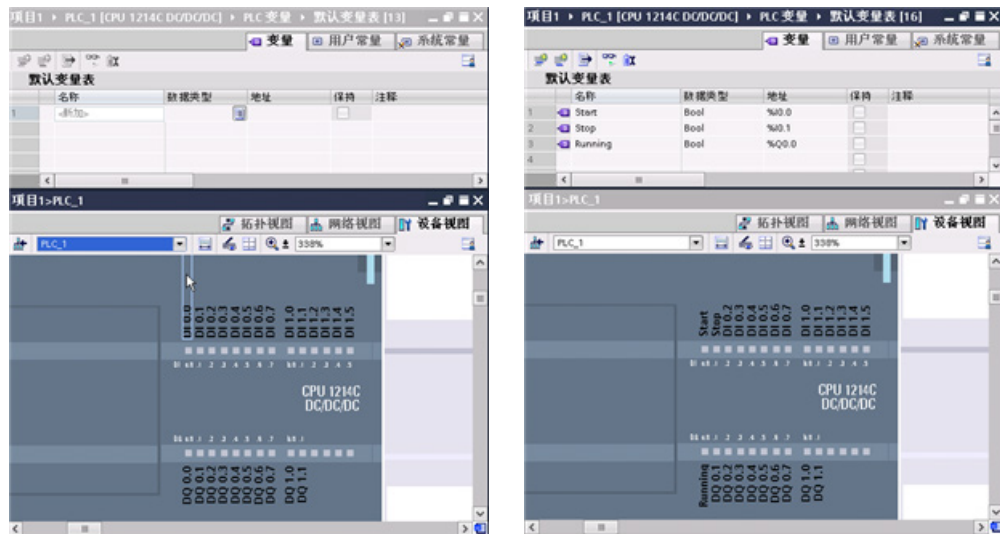 项目1 ▸ PLC_1 [CPU 1214C DC/DC/DC] ▸ PLC 变量 ▸ 默认变量表 [13]
变量 用户常量 系统常量
默认变量表
名称 数据类型 地址 保持 注释
1 <新加>
项目1>PLC_1
拓扑视图 网络视图 设备视图
PLC_1 338%
DI 0.0 DI 0.1 DI 0.2 DI 0.3 DI 0.4 DI 0.5 DI 0.6 DI 0.7 DI 1.0 DI 1.1 DI 1.2 DI 1.3 DI 1.4 DI 1.5
CPU 1214C
DC/DC/DC
DQ 0.0 DQ 0.1 DQ 0.2 DQ 0.3 DQ 0.4 DQ 0.5 DQ 0.6 DQ 0.7 DQ 1.0 DQ 1.1
项目1 ▸ PLC_1 [CPU 1214C DC/DC/DC] ▸ PLC 变量 ▸ 默认变量表 [16]
变量 用户常量 系统常量
默认变量表
名称 数据类型 地址 保持 注释
1 Start Bool %I0.0
2 Stop Bool %I0.1
3 Running Bool %Q0.0
4
项目1>PLC_1
拓扑视图 网络视图 设备视图
PLC_1 338%
Start Stop DI 0.2 DI 0.3 DI 0.4 DI 0.5 DI 0.6 DI 0.7 DI 1.0 DI 1.1 DI 1.2 DI 1.3 DI 1.4 DI 1.5
CPU 1214C
DC/DC/DC
Running DQ 0.1 DQ 0.2 DQ 0.3 DQ 0.4 DQ 0.5 DQ 0.6 DQ 0.7 DQ 1.0 DQ 1.1